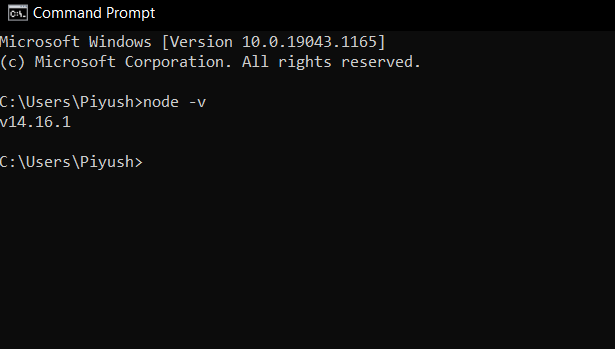 Command Prompt
Microsoft Windows [Version 10.0.19043.1165]
(c) Microsoft Corporation. All rights reserved.
C:\Users\Piyush>node -v
v14.16.1
C:\Users\Piyush>